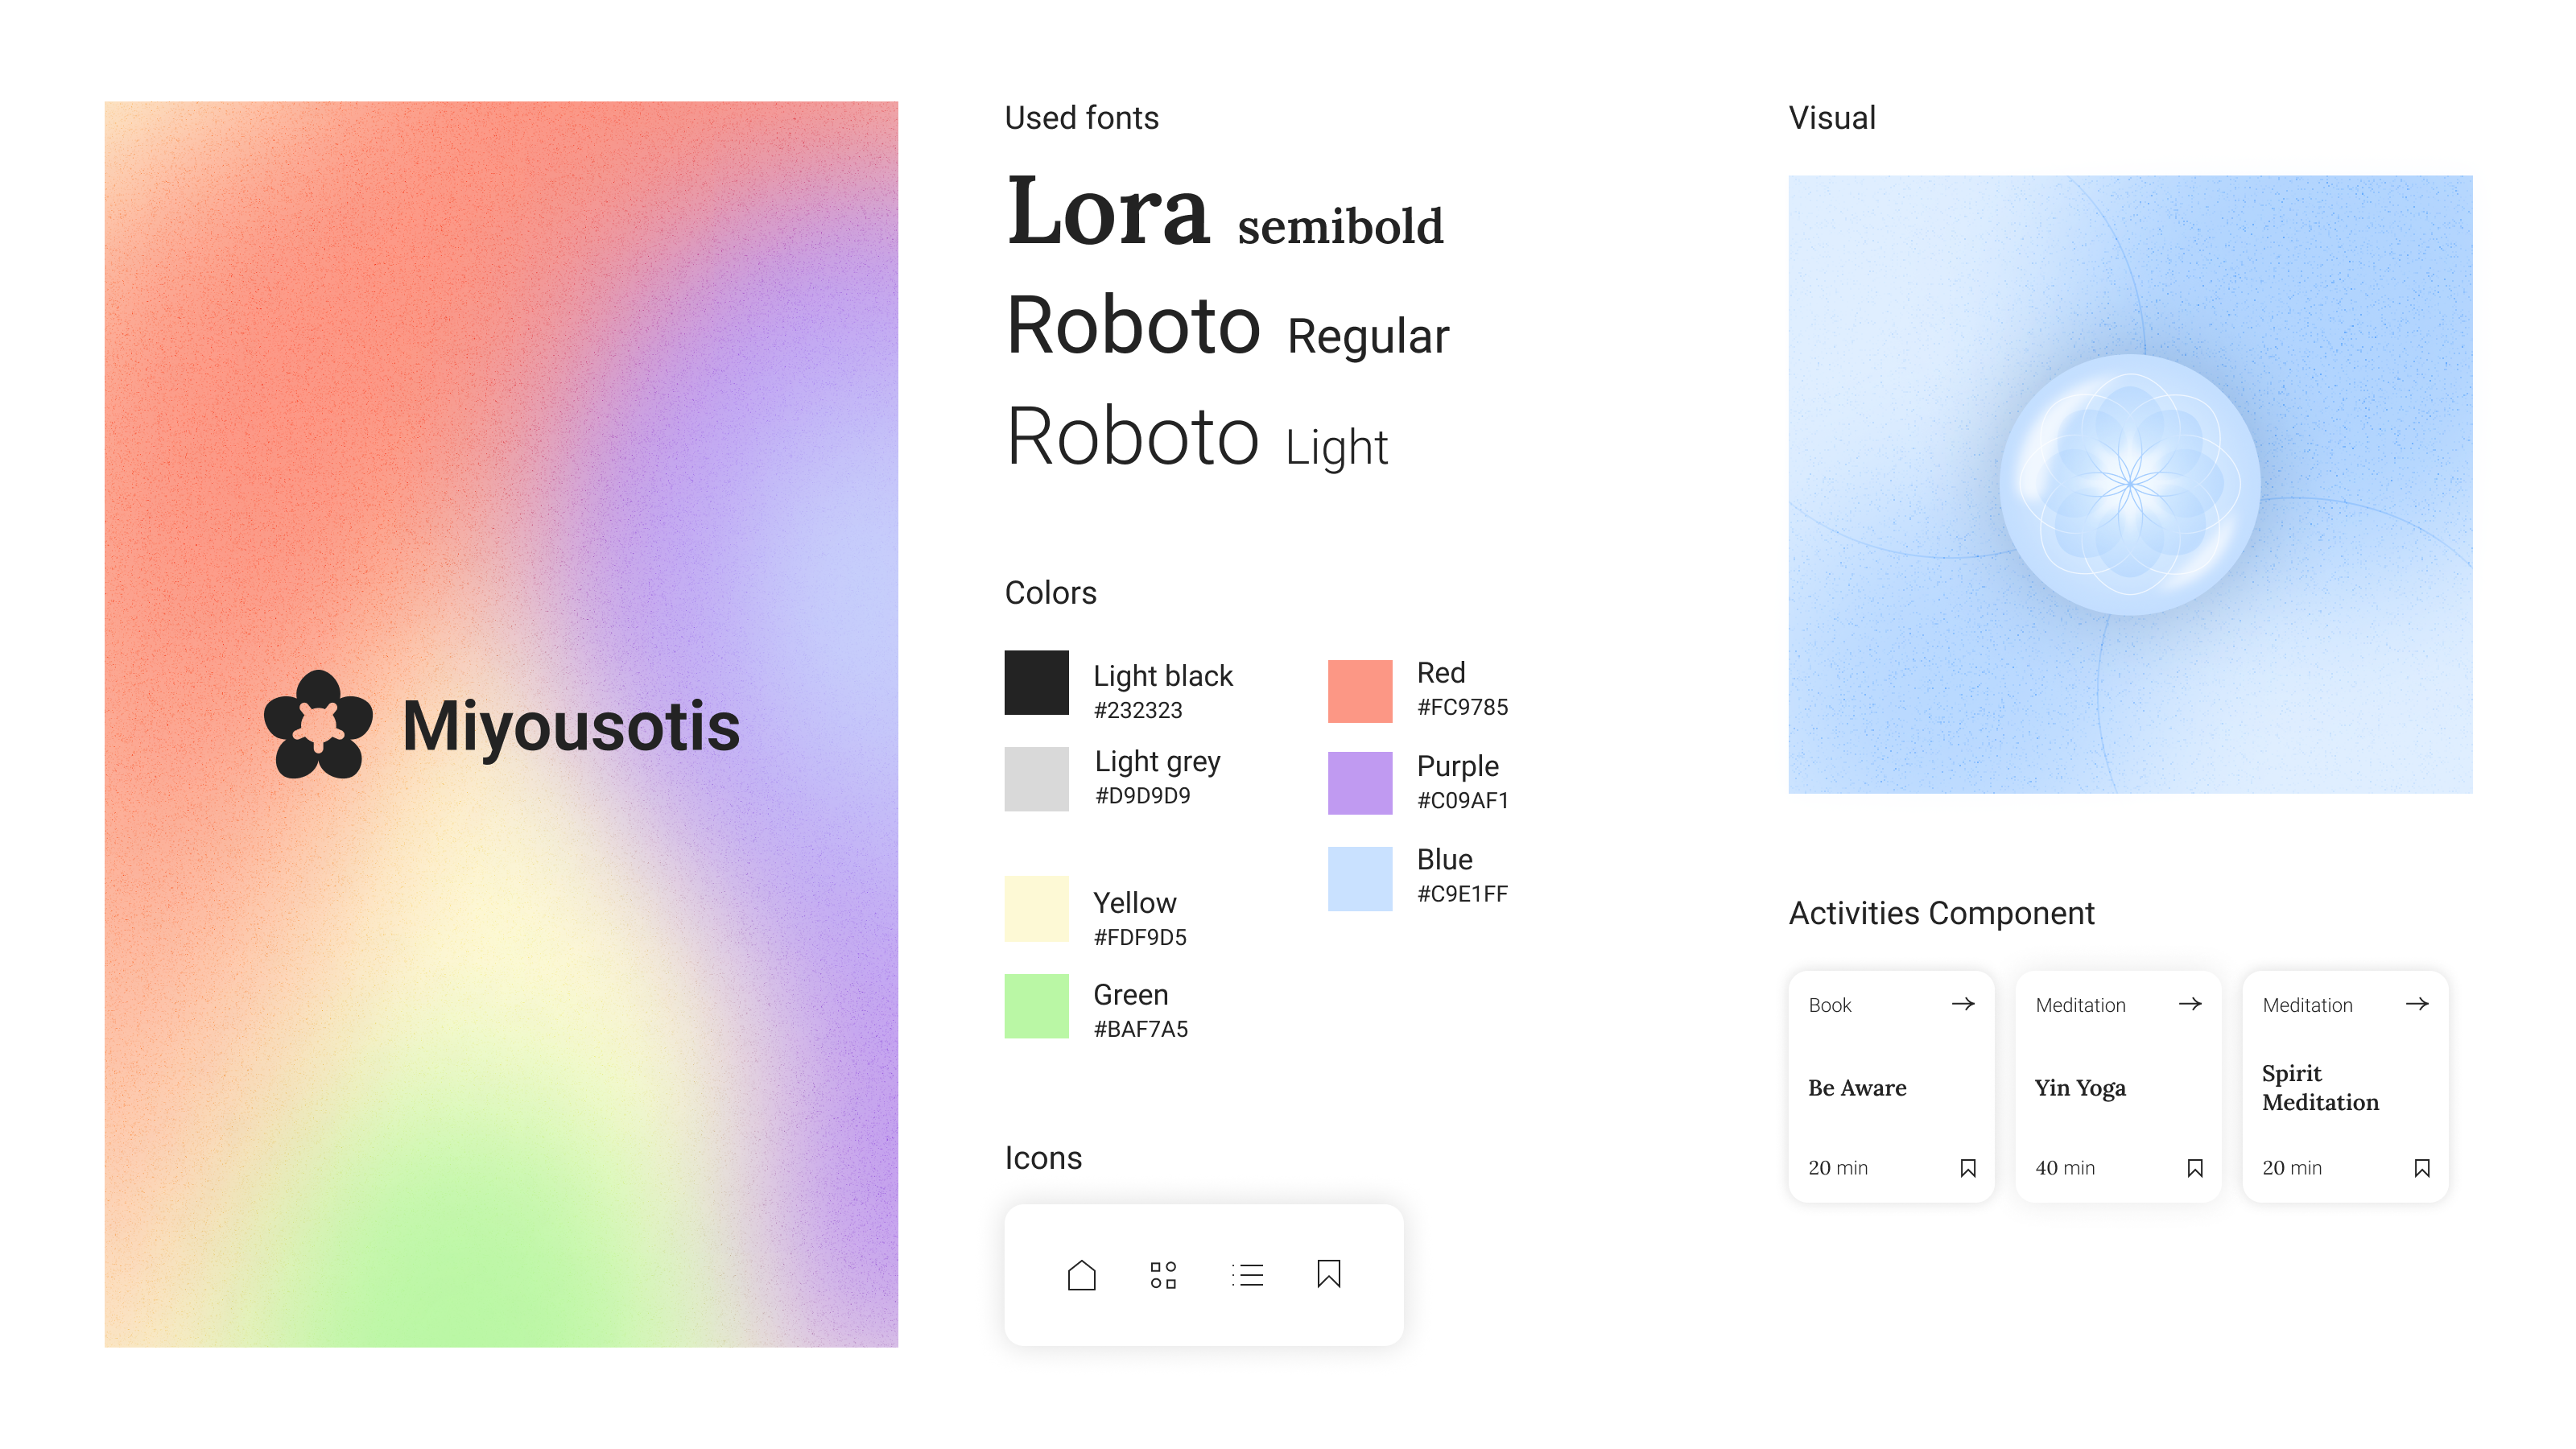 Miyousotis
Used fonts
Lora semibold
Roboto Regular
Roboto Light
Colors
Light black
#232323
Light grey
#D9D9D9
Yellow
#FDF9D5
Green
#BAF7A5
Red
#FC9785
Purple
#C09AF1
Blue
#C9E1FF
Icons
Visual
Activities Component
Book
Be Aware
20 min
Meditation
Yin Yoga
40 min
Meditation
Spirit
Meditation
20 min